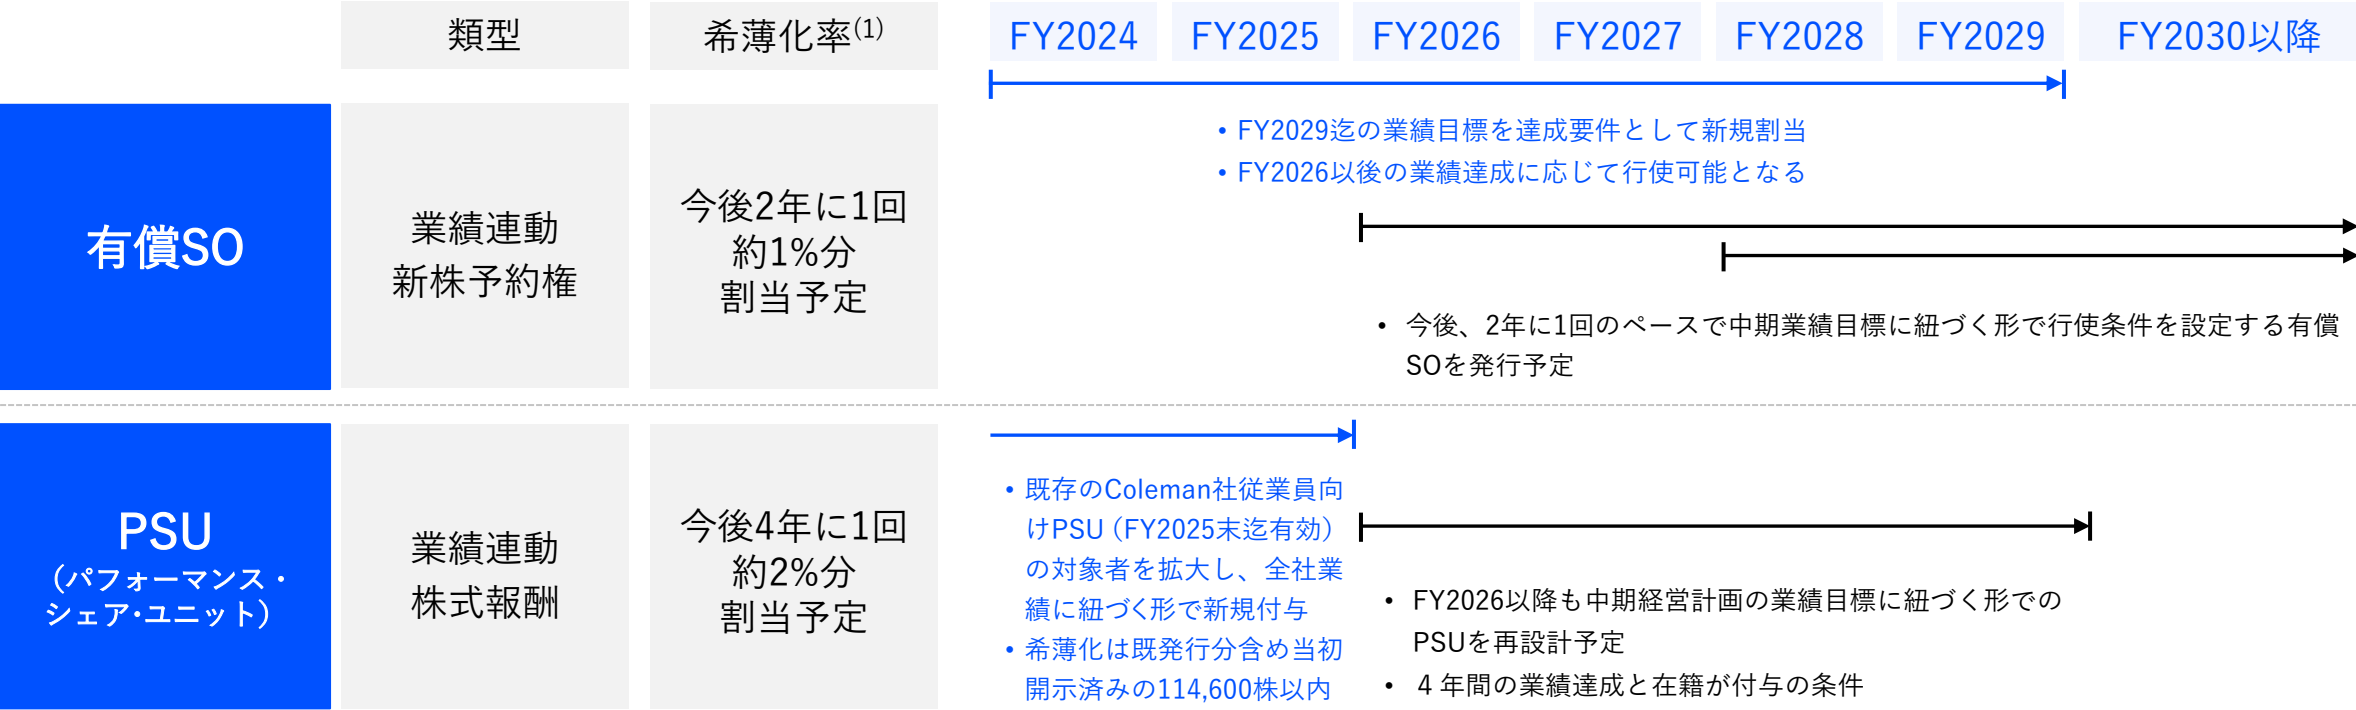 類型
希薄化率(1)
FY2024
FY2025
FY2026
FY2027
FY2028
FY2029
FY2030以降
有償SO
業績連動
新株予約権
今後2年に1回
約1%分
割当予定
• FY2029迄の業績目標を達成要件として新規割当
• FY2026以後の業績達成に応じて行使可能となる
• 今後、2年に1回のペースで中期業績目標に紐づく形で行使条件を設定する有償
SOを発行予定
PSU
（パフォーマンス・
シェア・ユニット）
業績連動
株式報酬
今後4年に1回
約2%分
割当予定
• 既存のColeman社従業員向
けPSU（FY2025末迄有効）
の対象者を拡大し、全社業
績に紐づく形で新規付与
• 希薄化は既発行分含め当初
開示済みの114,600株以内
• FY2026以降も中期経営計画の業績目標に紐づく形での
PSUを再設計予定
• ４年間の業績達成と在籍が付与の条件